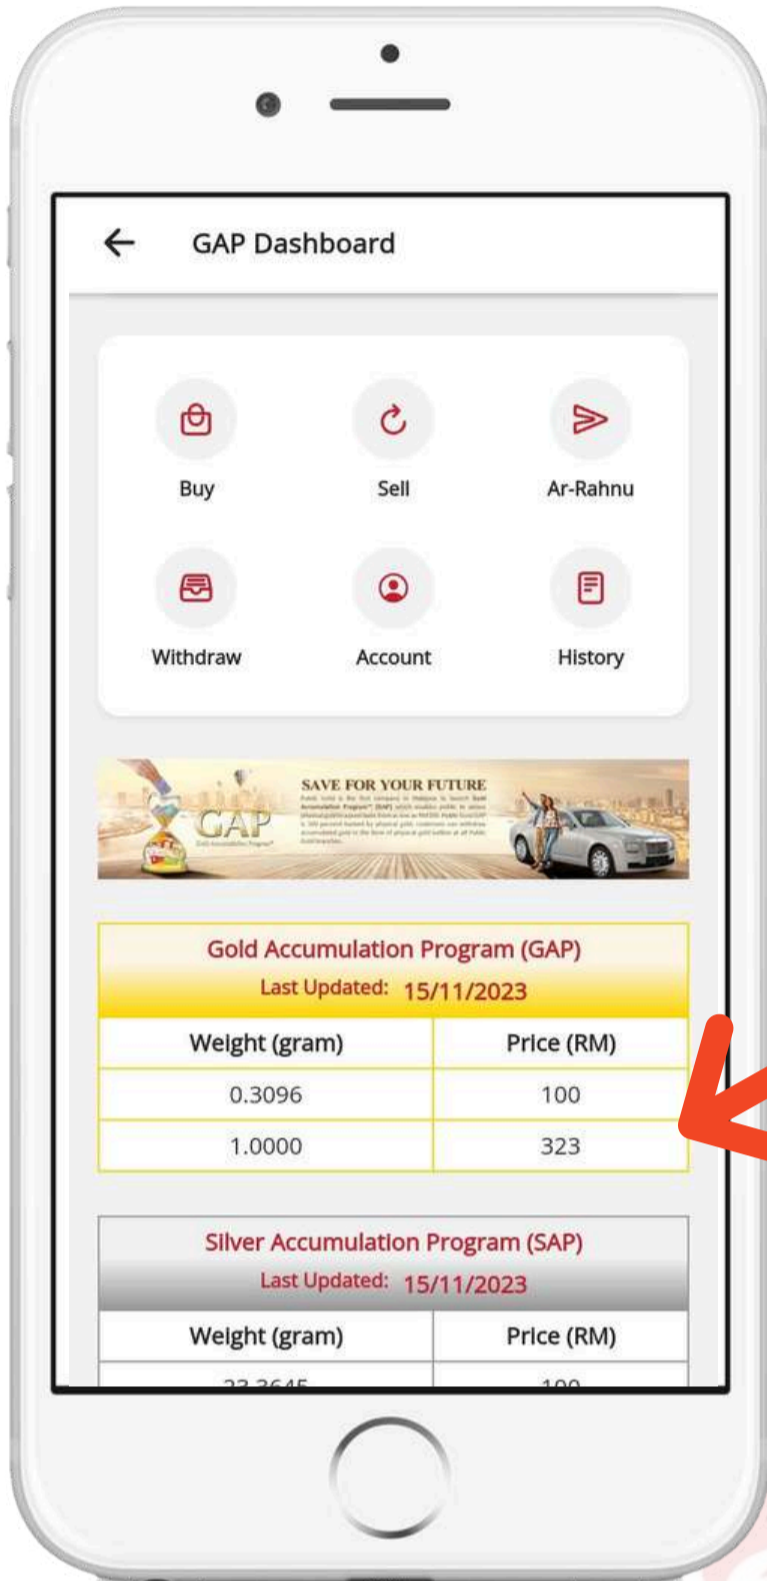 GAP Dashboard
Buy
Sell
Ar-Rahnu
Withdraw
Account
History
SAVE FOR YOUR FUTURE
GAP
Gold Accumulation Program (GAP)
Last Updated: 15/11/2023
Weight (gram) Price (RM)
0.3096 100
1.0000 323
Silver Accumulation Program (SAP)
Last Updated: 15/11/2023
Weight (gram) Price (RM)